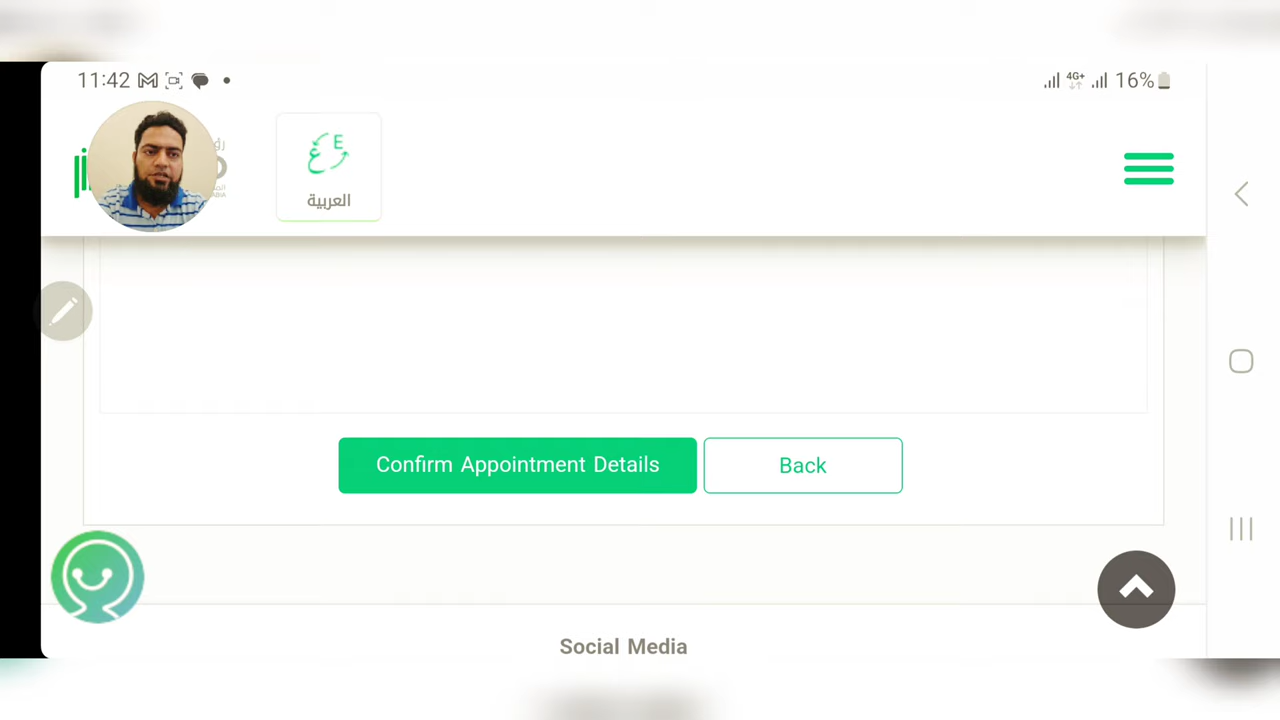 11:42
4G+
16%
E
ع
العربية
Confirm Appointment Details
Back
Social Media